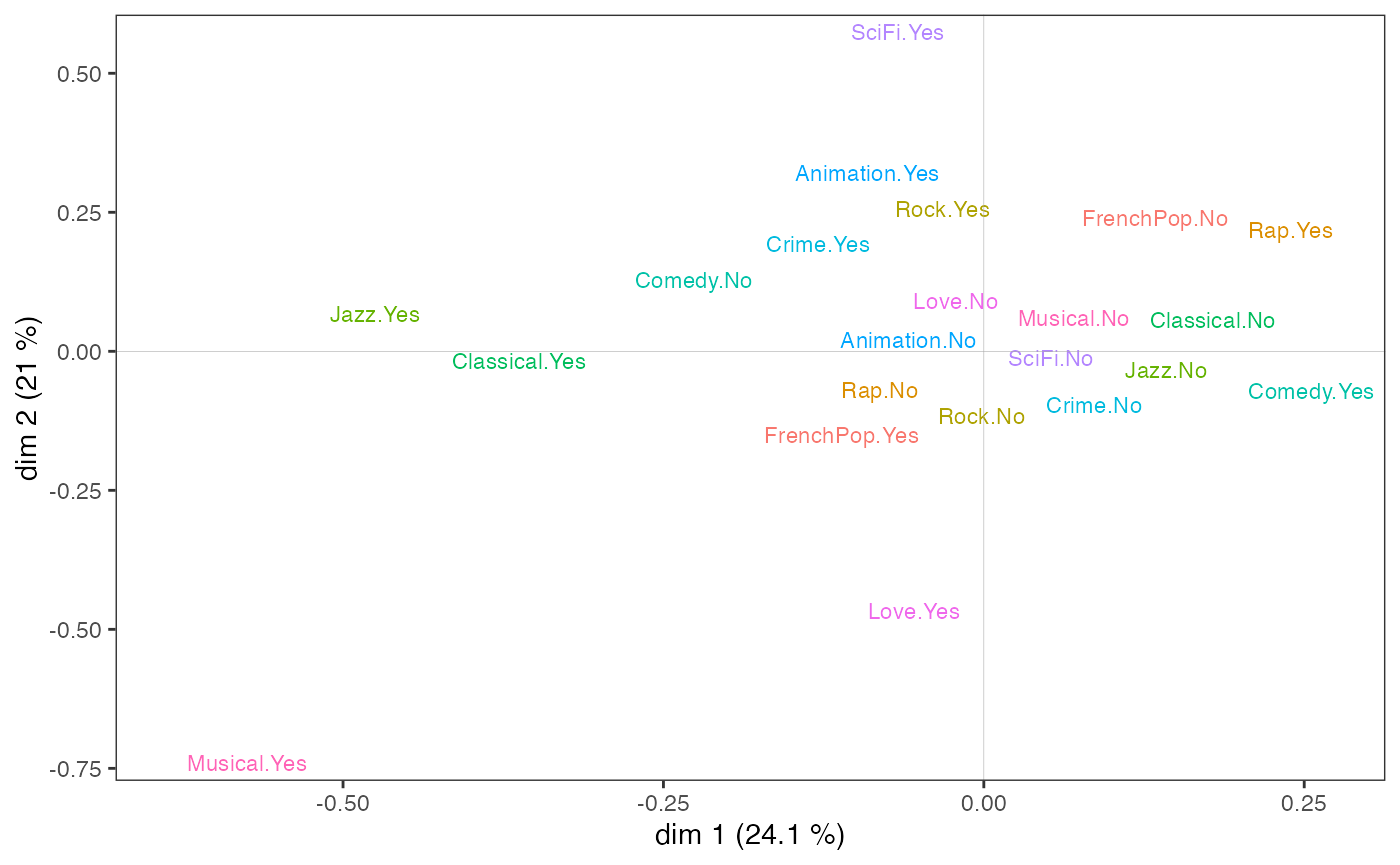 SciFi.Yes
0.50
Animation.Yes
Rock.Yes
0.25
FrenchPop.No
Rap.Yes
Crime.Yes
Comedy.No
Love.No
Jazz.Yes
Musical.No
Classical.No
Animation.No
0.00
SciFi.No
Classical.Yes
Jazz.No
Rap.No
Comedy.Yes
Crime.No
Rock.No
FrenchPop.Yes
-0.25
Love.Yes
-0.50
Musical.Yes
-0.75
dim 2 (21 %)
-0.50 -0.25 0.00 0.25
dim 1 (24.1 %)